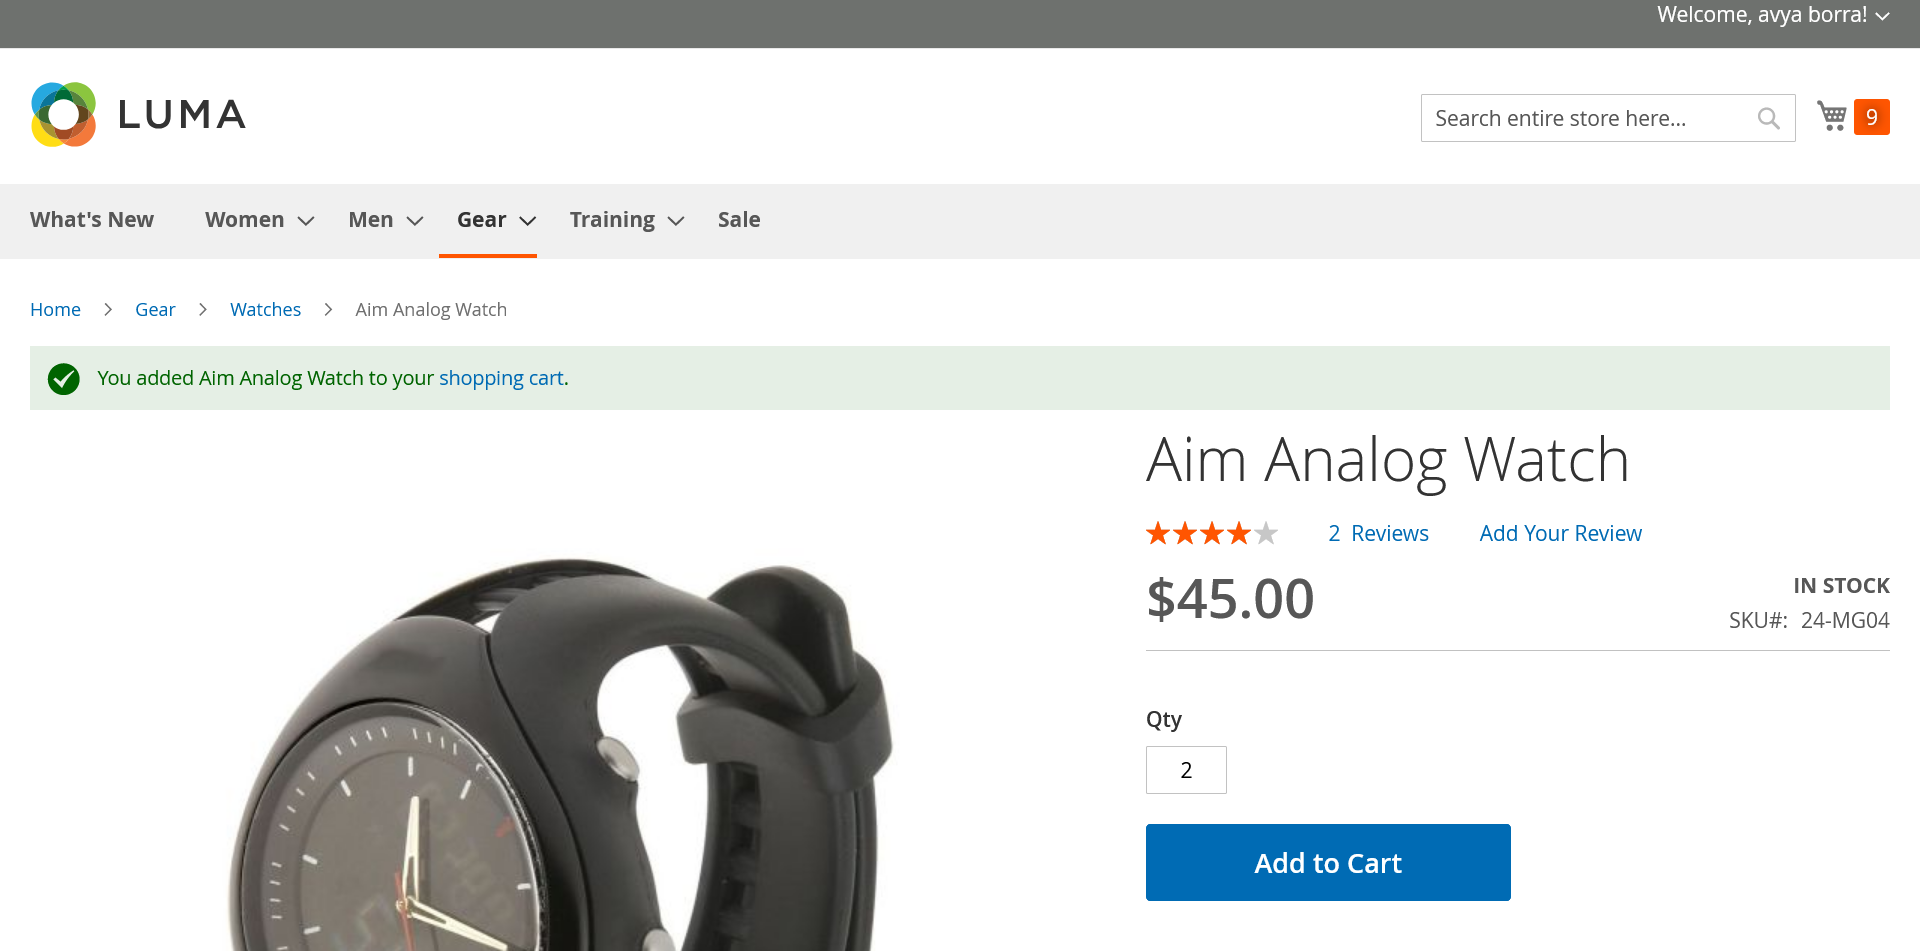 Welcome, avya borra!
LUMA
Search entire store here...
9
What's New Women Men Gear Training Sale
Home Gear Watches Aim Analog Watch
You added Aim Analog Watch to your shopping cart.
Aim Analog Watch
2 Reviews Add Your Review
$45.00
IN STOCK
SKU#: 24-MG04
Qty
2
Add to Cart